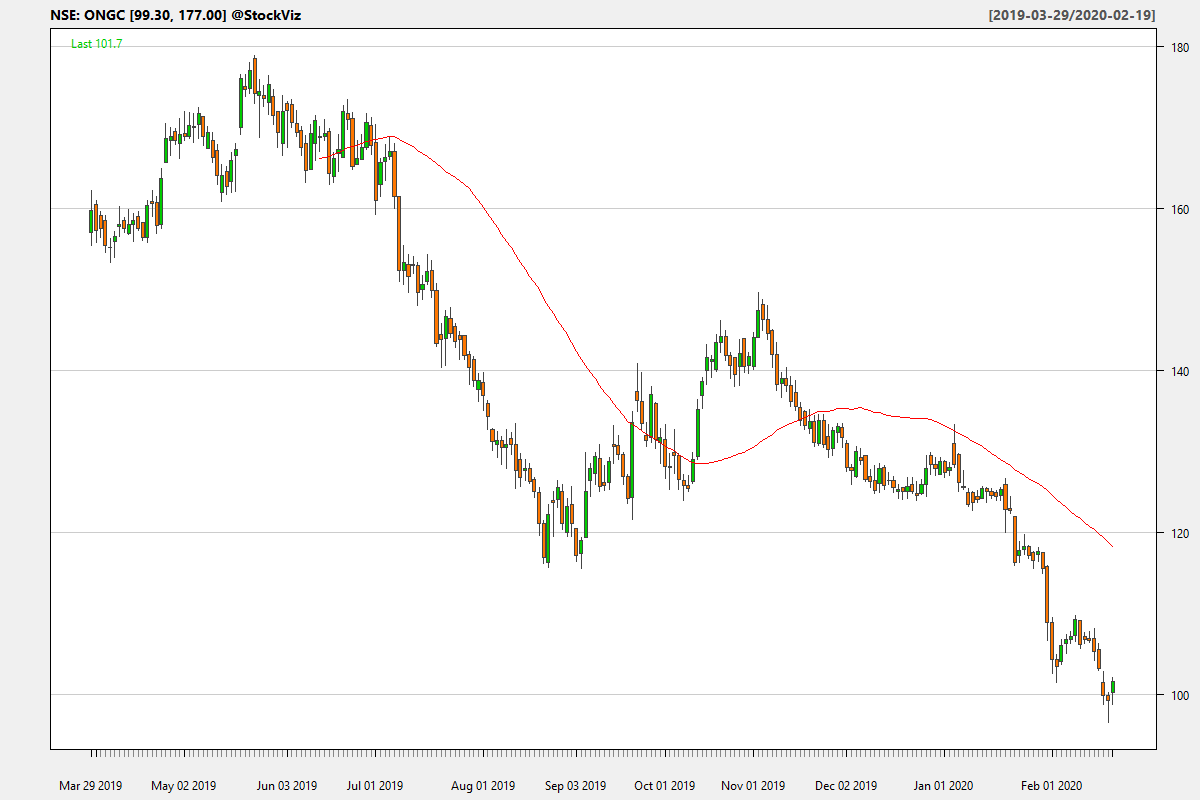 NSE: ONGC [99.30, 177.00] @StockViz
[2019-03-29/2020-02-19]
Last 101.7
180
160
140
120
100
Mar 29 2019 May 02 2019 Jun 03 2019 Jul 01 2019 Aug 01 2019 Sep 03 2019 Oct 01 2019 Nov 01 2019 Dec 02 2019 Jan 01 2020 Feb 01 2020